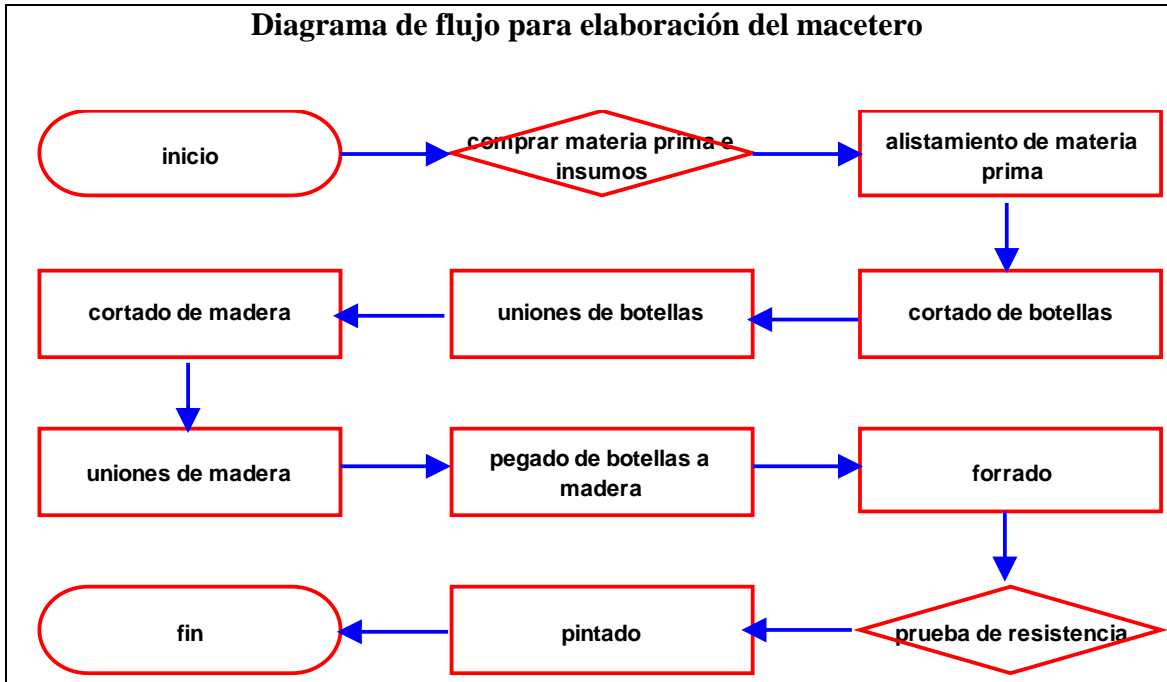 Diagrama de flujo para elaboración del macetero
inicio
comprar materia prima e
insumos
alistamiento de materia
prima
cortado de madera
uniones de botellas
cortado de botellas
uniones de madera
pegado de botellas a
madera
forrado
fin
pintado
prueba de resistencia